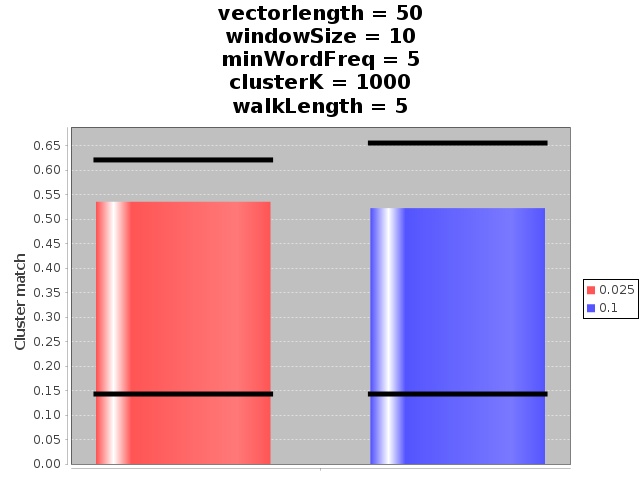 vectorlength = 50
windowSize = 10
minWordFreq = 5
clusterK = 1000
walkLength = 5
0.65
0.60
0.55
0.50
0.45
0.40
0.35
0.30
0.25
0.20
0.15
0.10
0.05
0.00
Cluster match
0.025
0.1